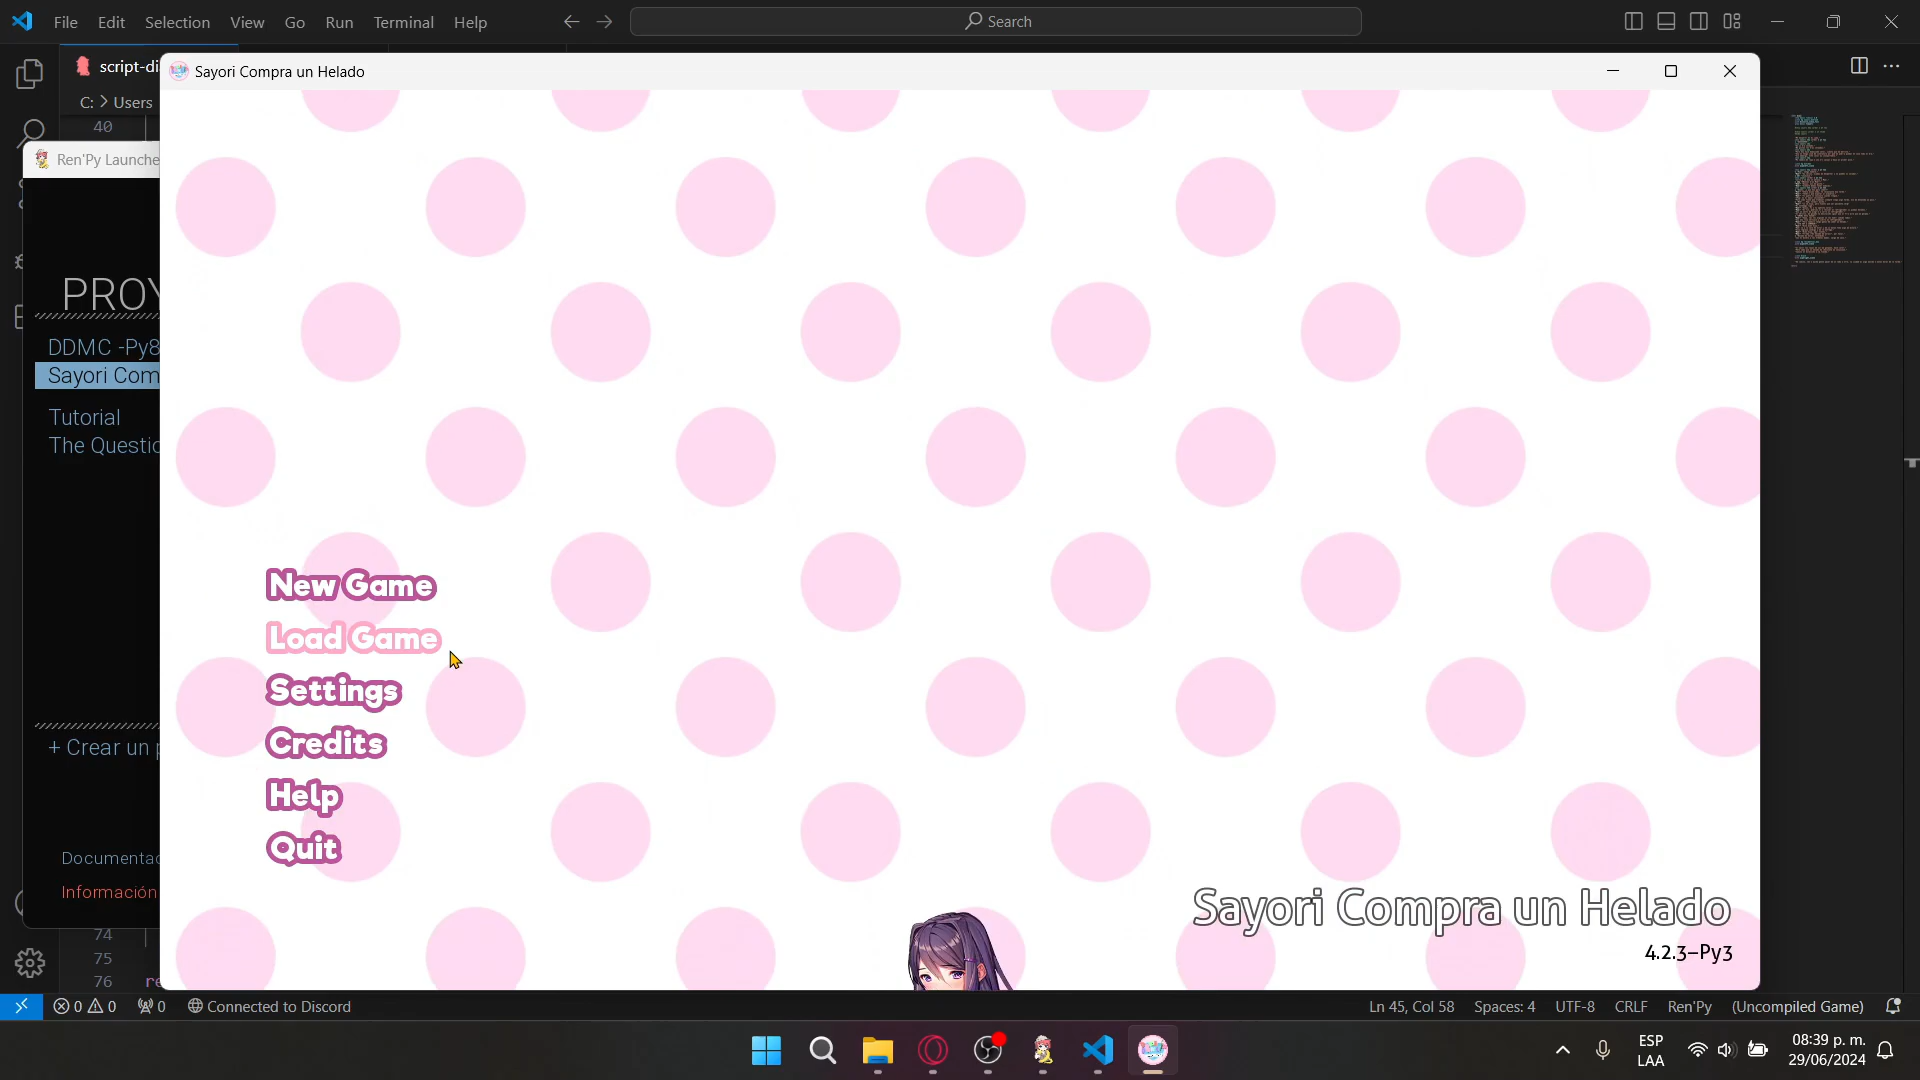 File Edit Selection View Go Run Terminal Help
Search
script-di
Sayori Compra un Helado
C: > Users
40
Ren'Py Launche
PROY
DDMC -Py8
Sayori Com
Tutorial
The Questio
New Game
Load Game
Settings
Credits
Help
Quit
+ Crear un p
Documentac
Información
Sayori Compra un Helado
4.2.3-Py3
74
75
76 re
0 0 0 Connected to Discord
Ln 45, Col 58 Spaces: 4 UTF-8 CRLF Ren'Py (Uncompiled Game)
ESP
LAA
08:39 p. m.
29/06/2024